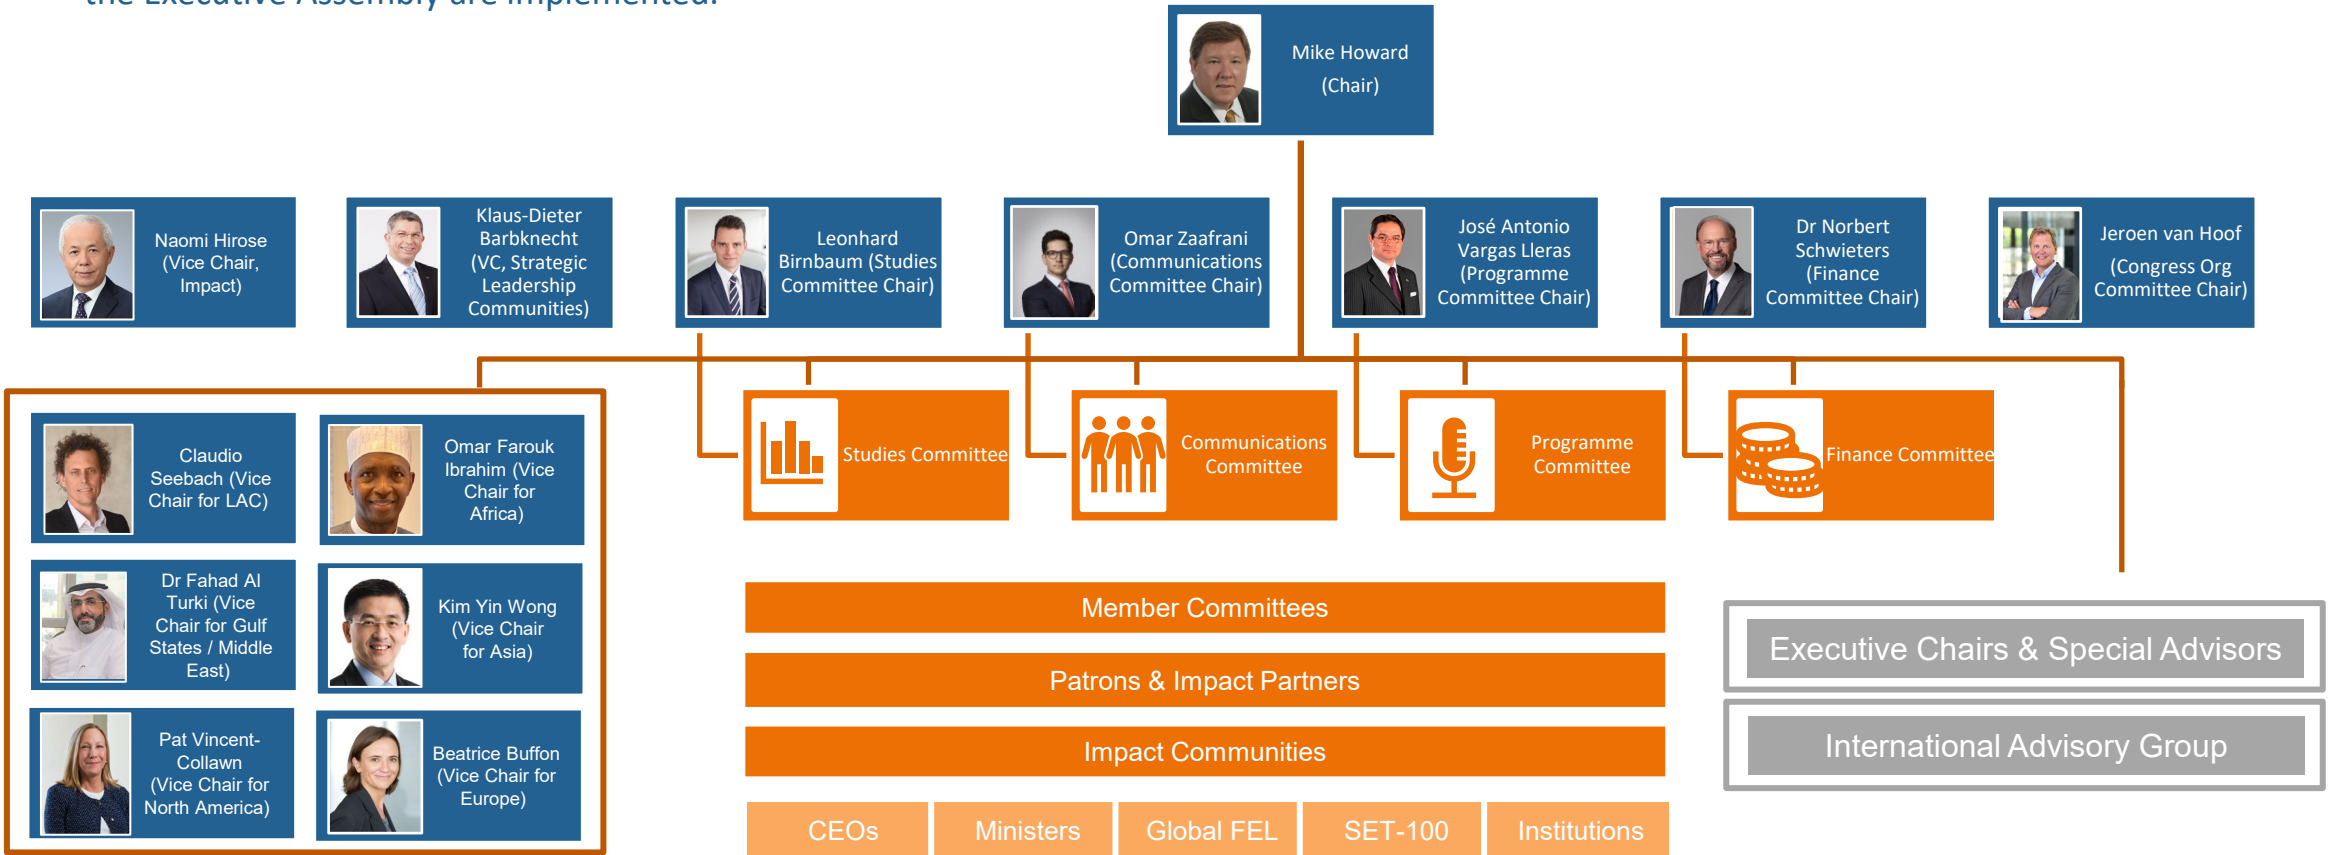 the Executive Assembly are implemented.
Mike Howard
(Chair)
Naomi Hirose
(Vice Chair,
Impact)
Klaus-Dieter
Barbknecht
(VC, Strategic
Leadership
Communities)
Leonhard
Birnbaum (Studies
Committee Chair)
Omar Zaafrani
(Communications
Committee Chair)
José Antonio
Vargas Lleras
(Programme
Committee Chair)
Dr Norbert
Schwieters
(Finance
Committee Chair)
Jeroen van Hoof
(Congress Org
Committee Chair)
Claudio
Seebach (Vice
Chair for LAC)
Omar Farouk
Ibrahim (Vice
Chair for
Africa)
Dr Fahad Al
Turki (Vice
Chair for Gulf
States / Middle
East)
Kim Yin Wong
(Vice Chair
for Asia)
Pat Vincent-
Collawn
(Vice Chair for
North America)
Beatrice Buffon
(Vice Chair for
Europe)
Studies Committee
Communications
Committee
Programme
Committee
Finance Committee
Member Committees
Patrons & Impact Partners
Impact Communities
CEOs
Ministers
Global FEL
SET-100
Institutions
Executive Chairs & Special Advisors
International Advisory Group